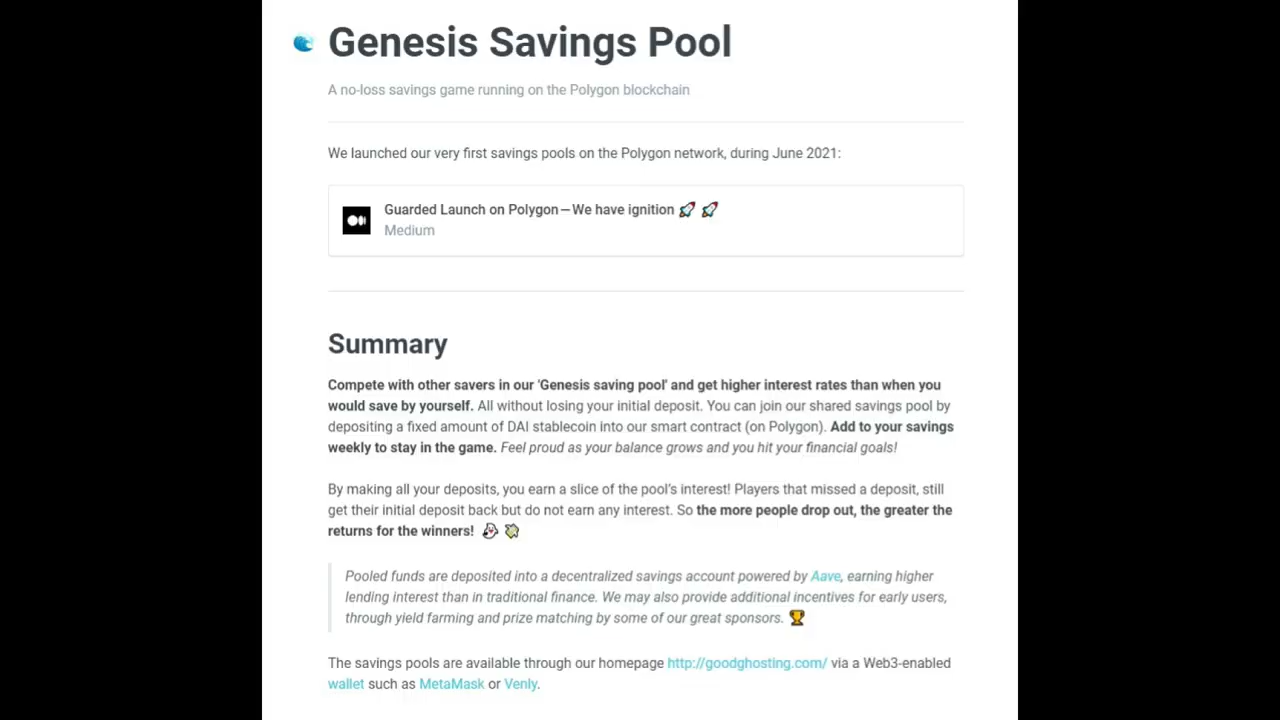 Genesis Savings Pool
A no-loss savings game running on the Polygon blockchain
We launched our very first savings pools on the Polygon network, during June 2021:
Guarded Launch on Polygon — We have ignition 🚀 🚀
Medium
Summary
Compete with other savers in our 'Genesis saving pool' and get higher interest rates than when you
would save by yourself. All without losing your initial deposit. You can join our shared savings pool by
depositing a fixed amount of DAI stablecoin into our smart contract (on Polygon). Add to your savings
weekly to stay in the game. Feel proud as your balance grows and you hit your financial goals!
By making all your deposits, you earn a slice of the pool's interest! Players that missed a deposit, still
get their initial deposit back but do not earn any interest. So the more people drop out, the greater the
returns for the winners!
Pooled funds are deposited into a decentralized savings account powered by Aave, earning higher
lending interest than in traditional finance. We may also provide additional incentives for early users,
through yield farming and prize matching by some of our great sponsors. 🏆
The savings pools are available through our homepage http://goodghosting.com/ via a Web3-enabled
wallet such as MetaMask or Venly.